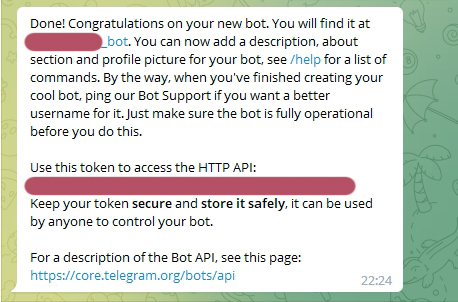 Done! Congratulations on your new bot. You will find it at
_bot. You can now add a description, about
section and profile picture for your bot, see /help for a list of
commands. By the way, when you've finished creating your
cool bot, ping our Bot Support if you want a better
username for it. Just make sure the bot is fully operational
before you do this.
Use this token to access the HTTP API:
Keep your token secure and store it safely, it can be used
by anyone to control your bot.
For a description of the Bot API, see this page:
https://core.telegram.org/bots/api
22:24